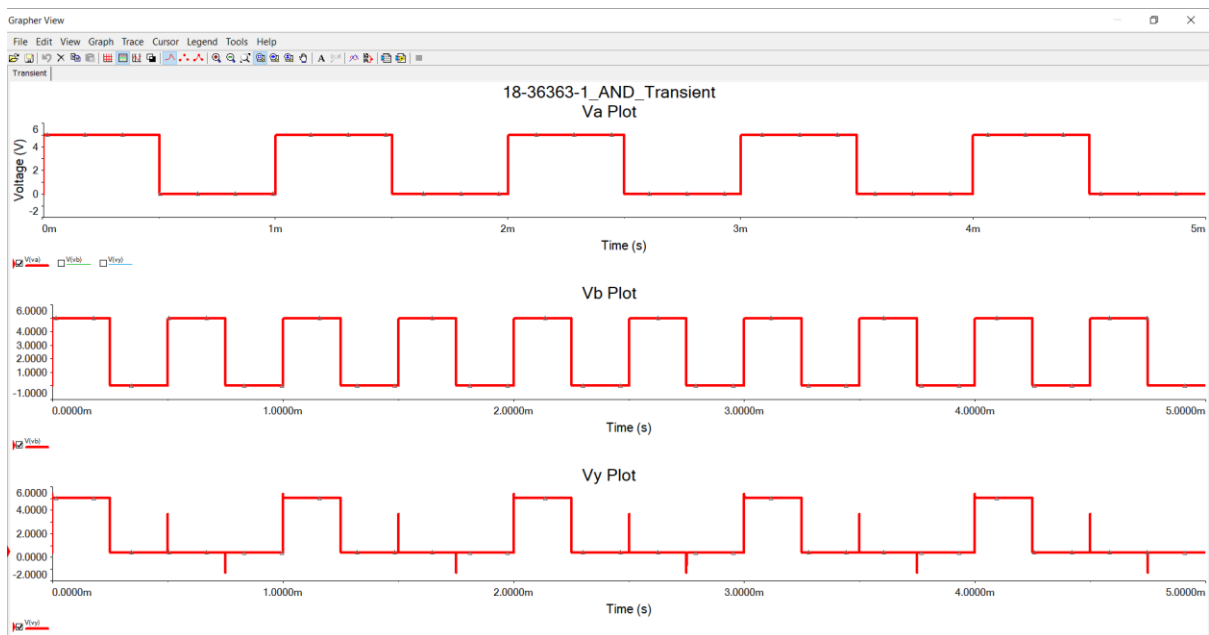 Grapher View
File Edit View Graph Trace Cursor Legend Tools Help
Transient
18-36363-1_AND_Transient
Va Plot
Voltage (V)
6
4
2
0
-2
0m 1m 2m 3m 4m 5m
Time (s)
V(va) V(vb) V(vy)
Vb Plot
6.0000
4.0000
3.0000
2.0000
1.0000
-1.0000
0.0000m 1.0000m 2.0000m 3.0000m 4.0000m 5.0000m
Time (s)
V(vb)
Vy Plot
6.0000
4.0000
2.0000
0.0000
-2.0000
0.0000m 1.0000m 2.0000m 3.0000m 4.0000m 5.0000m
Time (s)
V(vy)